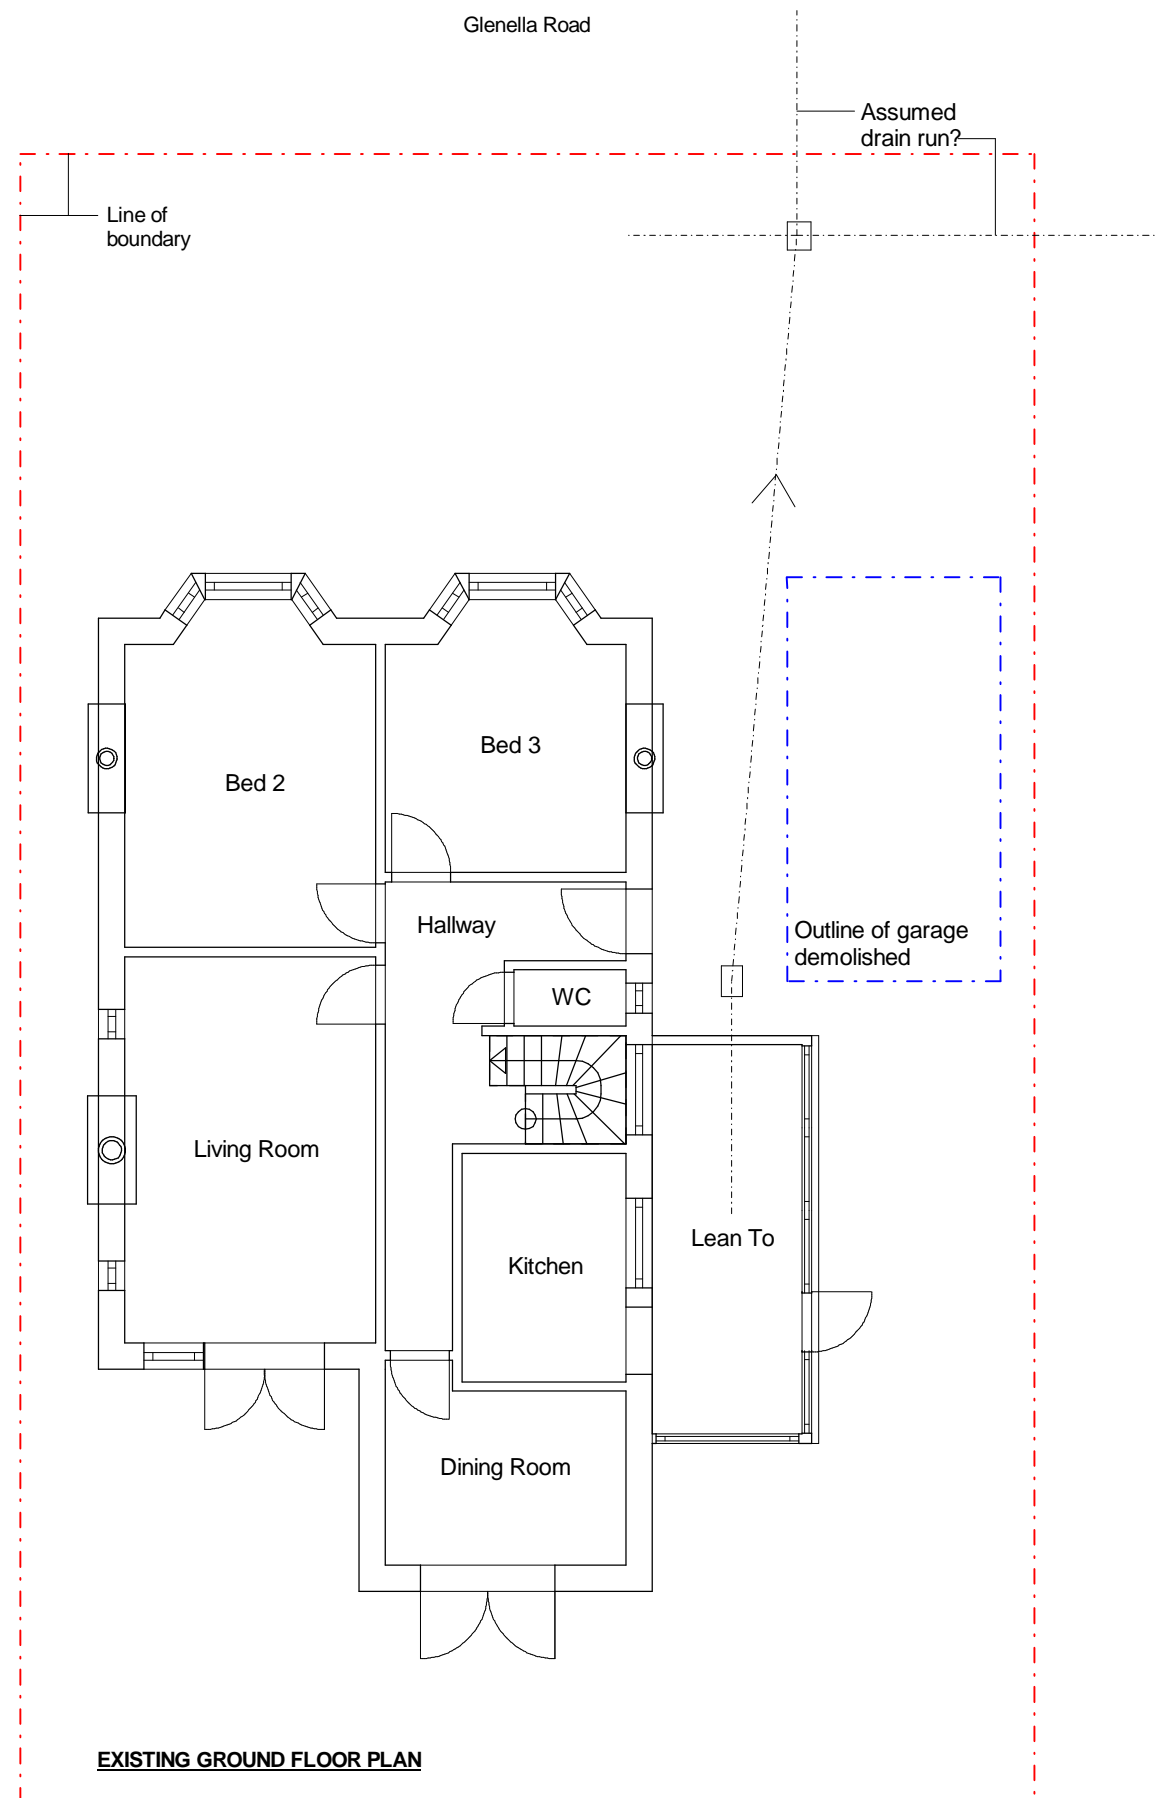 Glenella Road
Assumed
drain run?
Line of
boundary
Bed 3
Bed 2
Hallway
Outline of garage
demolished
WC
Living Room
Lean To
Kitchen
Dining Room
EXISTING GROUND FLOOR PLAN